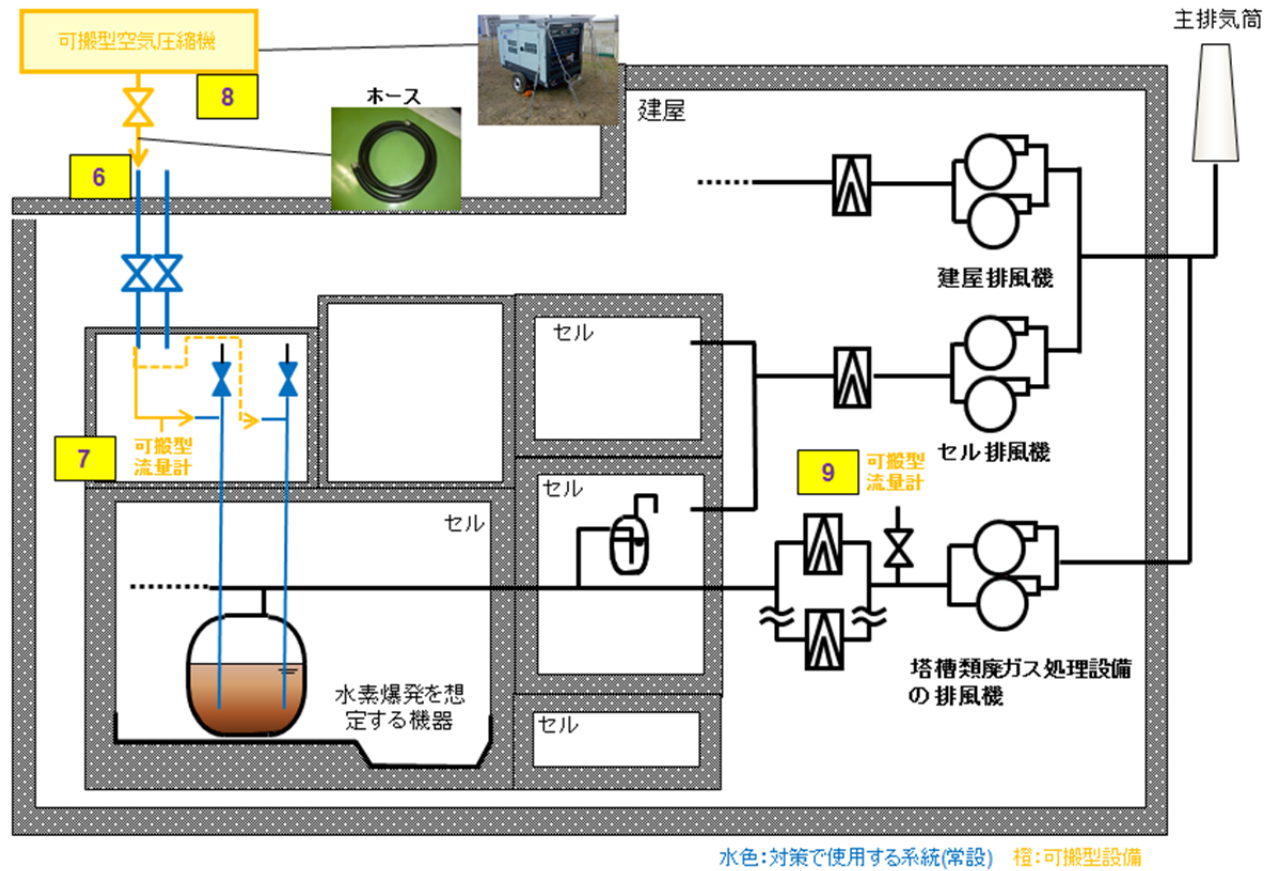 主排気筒
可搬型空気圧縮機
8
ホース
建屋
6
建屋排風機
セル
セル排風機
可搬型
流量計
7
9
可搬型
流量計
セル
セル
水素爆発を想
定する機器
塔槽類廃ガス処理設備
の排風機
セル
水色：対策で使用する系統(常設)　橙：可搬型設備